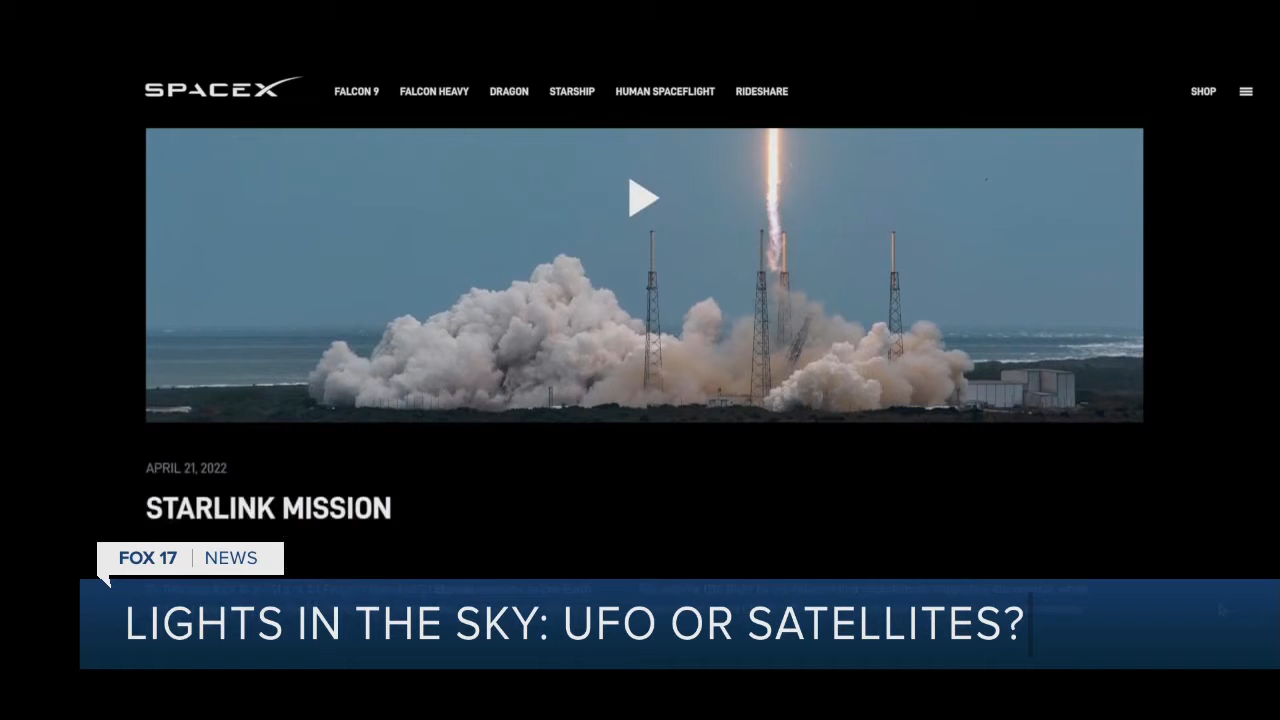 SPACEX FALCON 9 FALCON HEAVY DRAGON STARSHIP HUMAN SPACEFLIGHT RIDESHARE SHOP
APRIL 21, 2022
STARLINK MISSION
FOX 17 | NEWS
LIGHTS IN THE SKY: UFO OR SATELLITES?